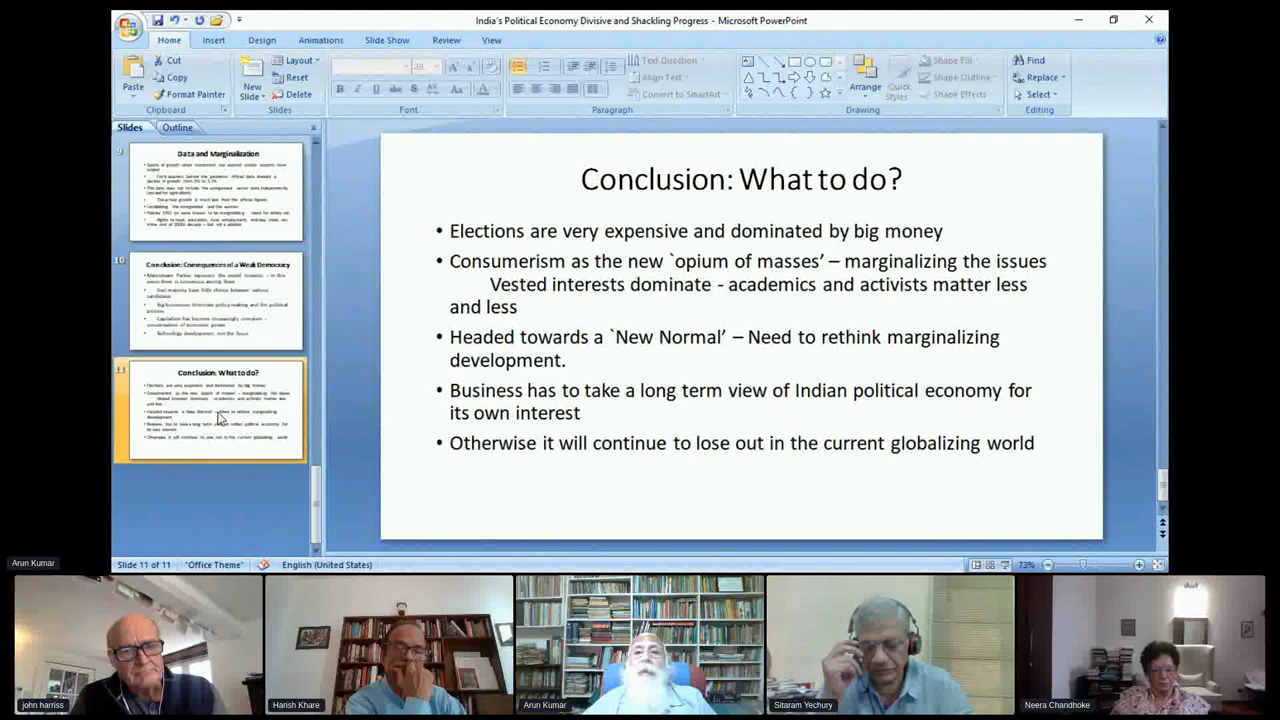 India's Political Economy Divisive and Shackling Progress - Microsoft PowerPoint
Home Insert Design Animations Slide Show Review View
Cut
Copy
Format Painter
Paste
Clipboard
New Slide
Layout
Reset
Delete
Slides
Font
Text Direction
Align Text
Convert to SmartArt
Paragraph
Arrange
Quick Styles
Shape Fill
Shape Outline
Shape Effects
Drawing
Find
Replace
Select
Editing
Slides Outline
9
Data and Marginalization
10
Conclusion: Consequences of a Weak Democracy
11
Conclusion: What to do?
Conclusion: What to do?
• Elections are very expensive and dominated by big money
• Consumerism as the new `opium of masses' – mrginalizing the issues
Vested interests dominate - academics and activists matter less
and less
• Headed towards a `New Normal' – Need to rethink marginalizing
development.
• Business has to take a long term view of Indian political economy for
its own interest
• Otherwise it will continue to lose out in the current globalizing world
Arun Kumar
Slide 11 of 11 "Office Theme" English (United States) 73%
john harriss
Harish Khare
Arun Kumar
Sitaram Yechury
Neera Chandhoke